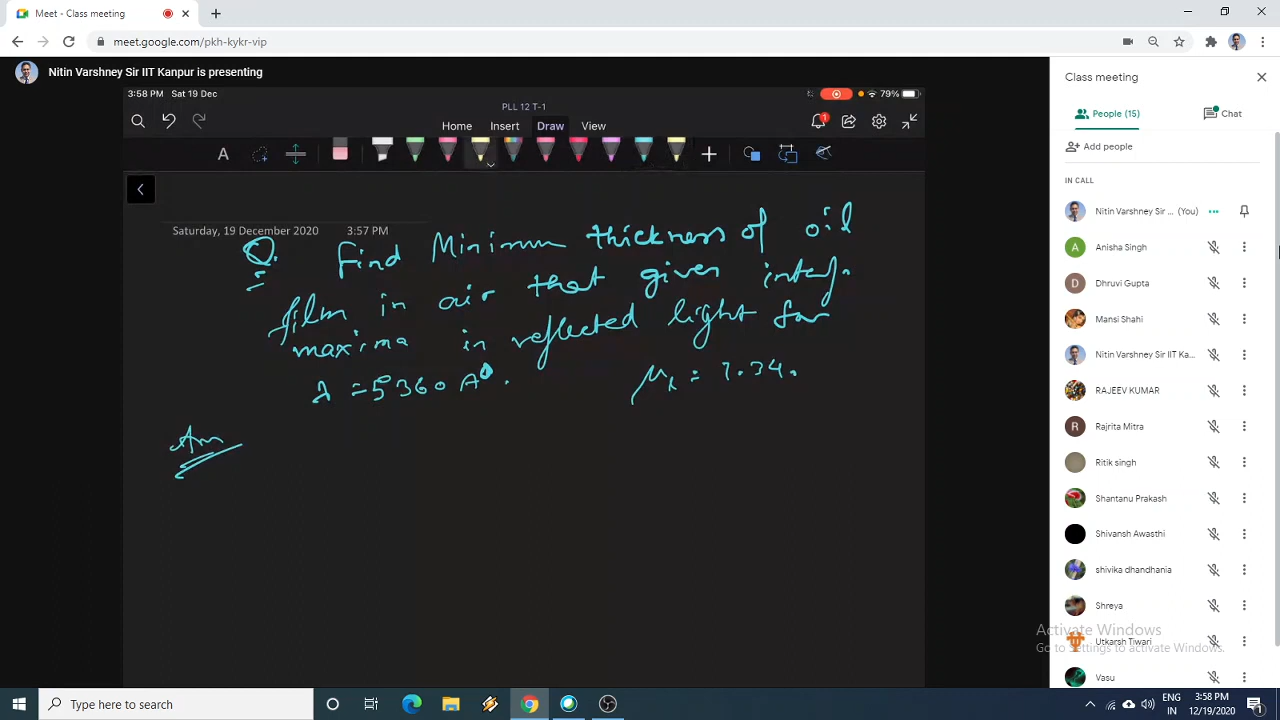 Meet - Class meeting
meet.google.com/pkh-kykr-vip
Nitin Varshney Sir IIT Kanpur is presenting
3:58 PM Sat 19 Dec
79%
PLL 12 T-1
Home Insert Draw View
1
A
Saturday, 19 December 2020 3:57 PM
Q. Find Minimum thickness of oil
film in air that given interf.
maxima in reflected light for
λ = 5360 A°. μ = 1.34.
Ans
Class meeting
People (15) Chat
Add people
IN CALL
Nitin Varshney Sir ... (You)
A Anisha Singh
D Dhruvi Gupta
Mansi Shahi
Nitin Varshney Sir IIT Ka...
RAJEEV KUMAR
R Rajrita Mitra
Ritik singh
Shantanu Prakash
Shivansh Awasthi
shivika dhandhania
Shreya
Utkarsh Tiwari
Vasu
Activate Windows
Go to Settings to activate Windows.
Type here to search
ENG
IN
3:58 PM
12/19/2020